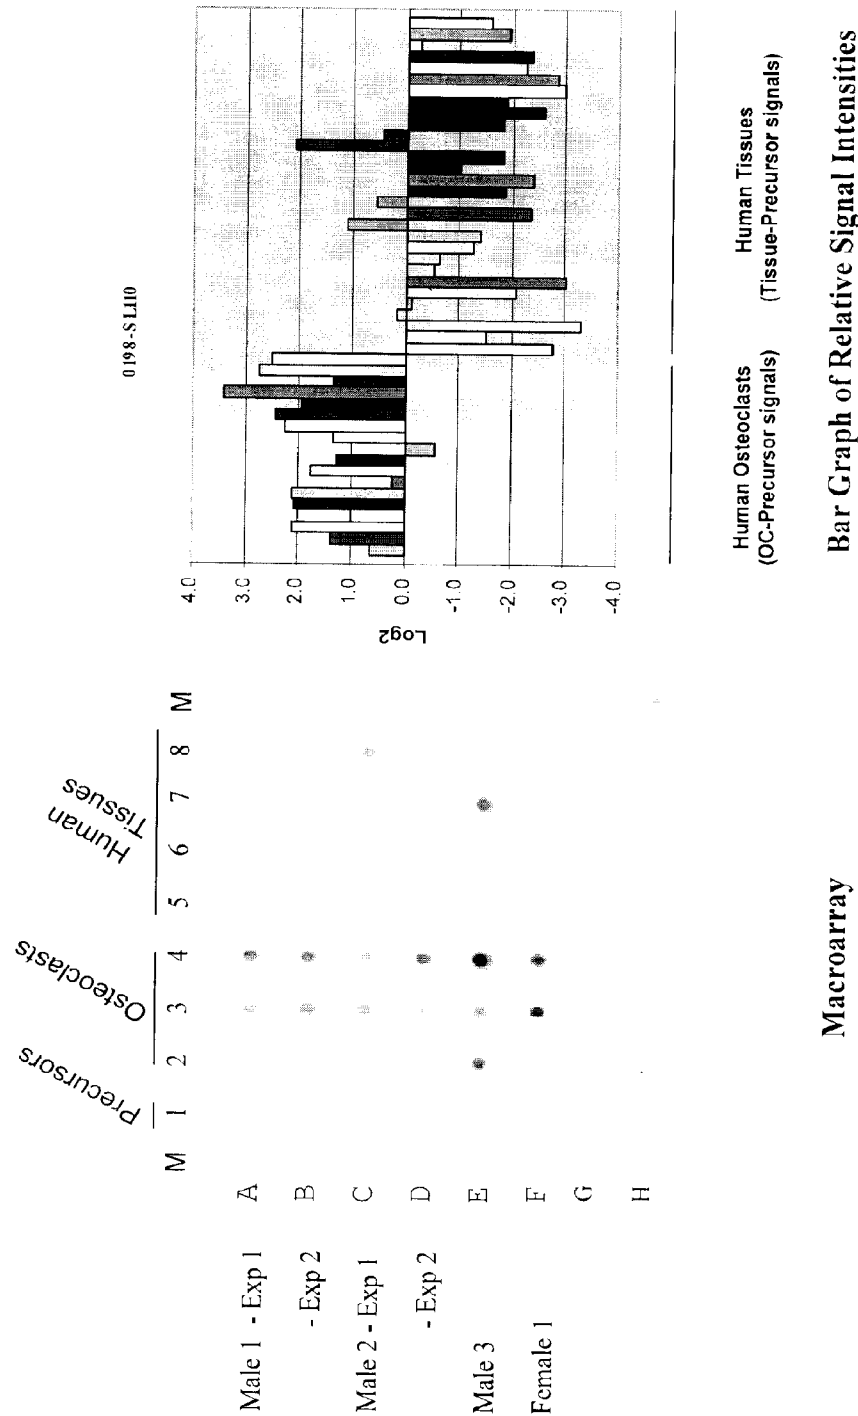 Precursors
Osteoclasts
Human
Tissues
M 1 2 3 4 5 6 7 8 M
Male 1 - Exp 1 A
- Exp 2 B
Male 2 - Exp 1 C
- Exp 2 D
Male 3 E
Female 1 F
G
H
Macroarray
0198-SL110
4.0
3.0
2.0
1.0
0.0
-1.0
-2.0
-3.0
-4.0
Log2
Human Osteoclasts
(OC-Precursor signals)
Human Tissues
(Tissue-Precursor signals)
Bar Graph of Relative Signal Intensities